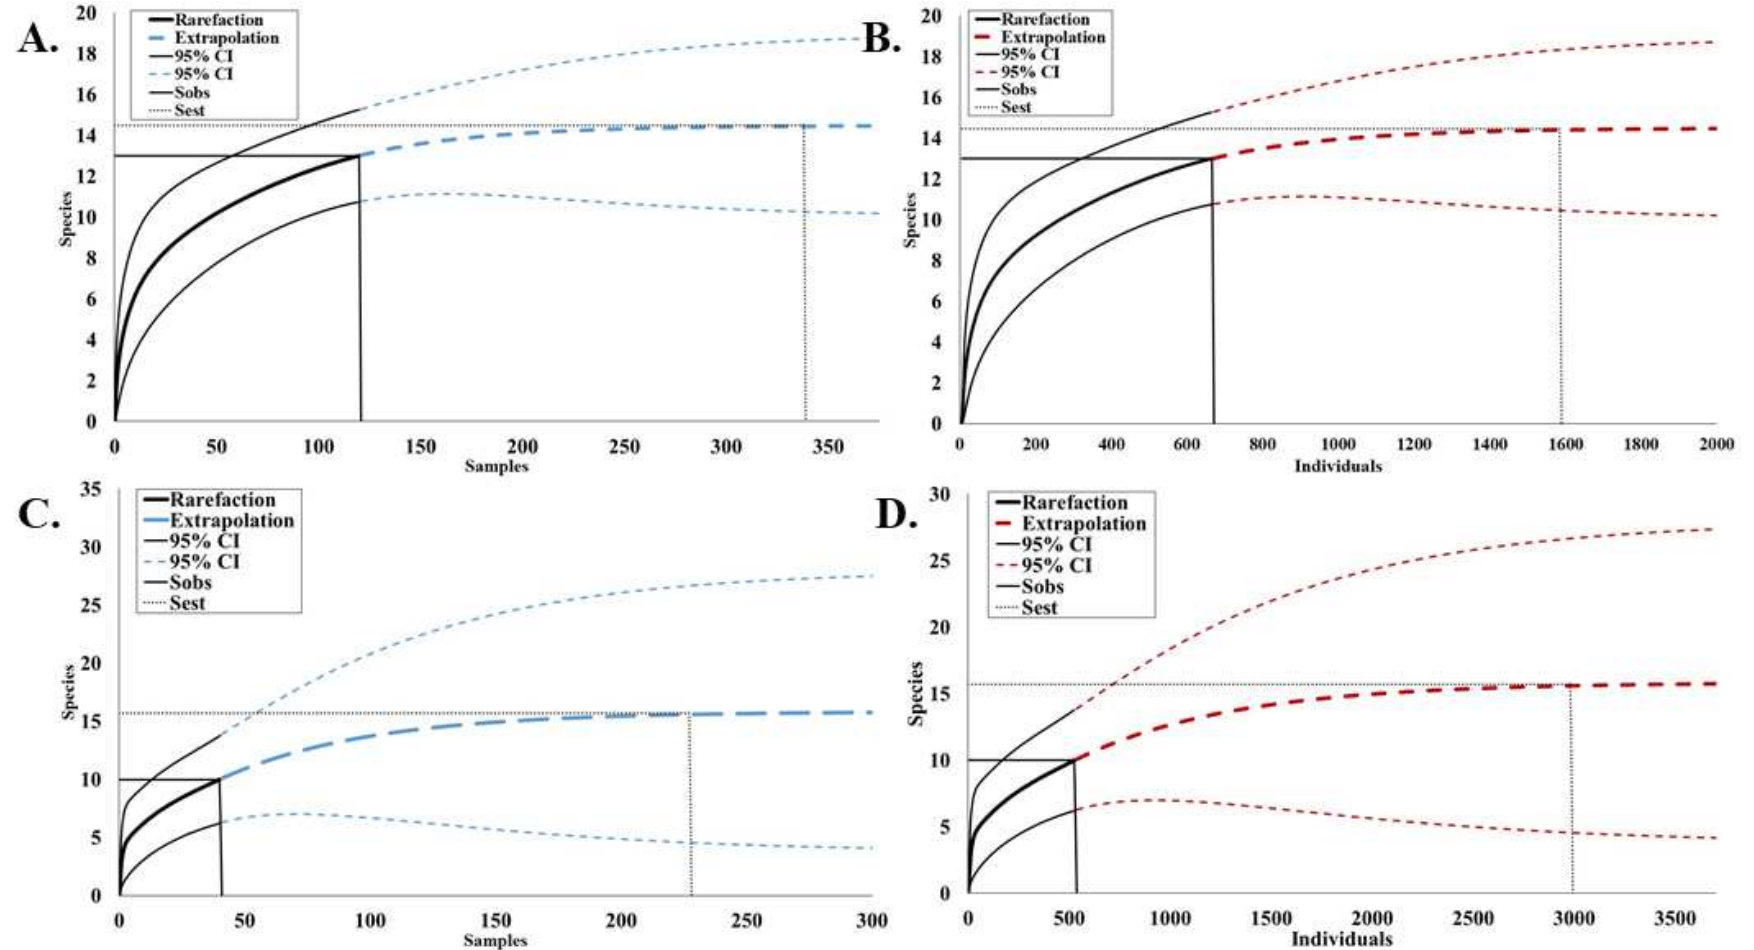 A.
Rarefaction
Extrapolation
95% CI
95% CI
Sobs
Sest
20
18
16
14
12
10
8
6
4
2
0
Species
0 50 100 150 200 250 300 350
Samples
B.
Rarefaction
Extrapolation
95% CI
95% CI
Sobs
Sest
20
18
16
14
12
10
8
6
4
2
0
Species
0 200 400 600 800 1000 1200 1400 1600 1800 2000
Individuals
C.
Rarefaction
Extrapolation
95% CI
95% CI
Sobs
Sest
35
30
25
20
15
10
5
0
Species
0 50 100 150 200 250 300
Samples
D.
Rarefaction
Extrapolation
95% CI
95% CI
Sobs
Sest
30
25
20
15
10
5
0
Species
0 500 1000 1500 2000 2500 3000 3500
Individuals